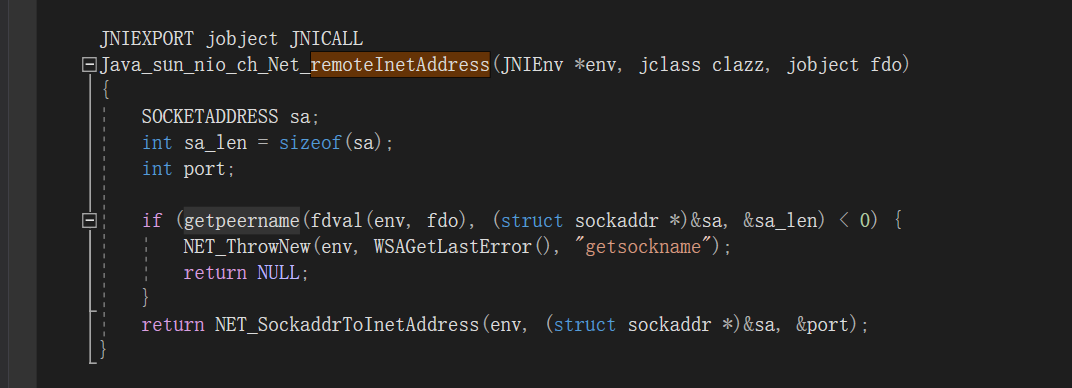 JNIEXPORT jobject JNICALL
Java_sun_nio_ch_Net_remoteInetAddress(JNIEnv *env, jclass clazz, jobject fdo)
{
    SOCKETADDRESS sa;
    int sa_len = sizeof(sa);
    int port;

    if (getpeername(fdval(env, fdo), (struct sockaddr *)&sa, &sa_len) < 0) {
        NET_ThrowNew(env, WSAGetLastError(), "getsockname");
        return NULL;
    }
    return NET_SockaddrToInetAddress(env, (struct sockaddr *)&sa, &port);
}